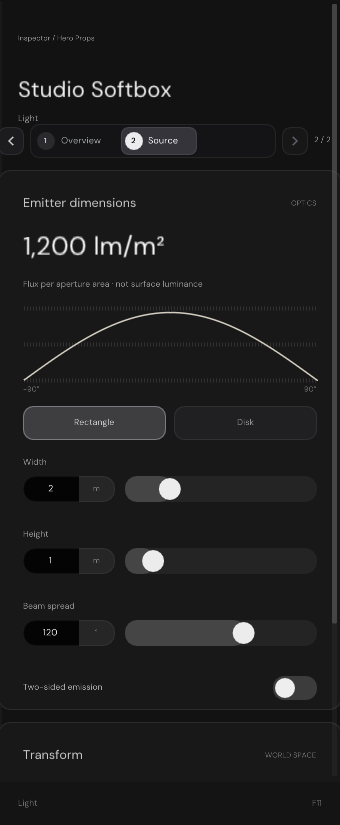 Inspector / Hero Props
Studio Softbox
Light
1 Overview 2 Source 2 / 2
Emitter dimensions OPTICS
1,200 lm/m²
Flux per aperture area · not surface luminance
-90° 90°
Rectangle Disk
Width
2 m
Height
1 m
Beam spread
120 °
Two-sided emission
Transform WORLD SPACE
Light F11